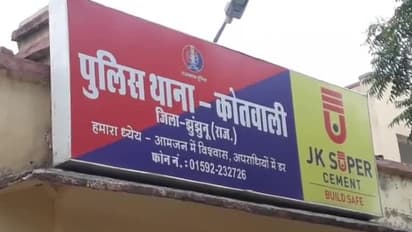 पुलिस थाना – कोतवाली
जिला-झुंझुनू (राज.)
हमारा ध्येय – आमजन में विश्वास, अपराधियों में डर
फोन नं. : 01592-232726
JK SUPER
CEMENT
BUILD SAFE